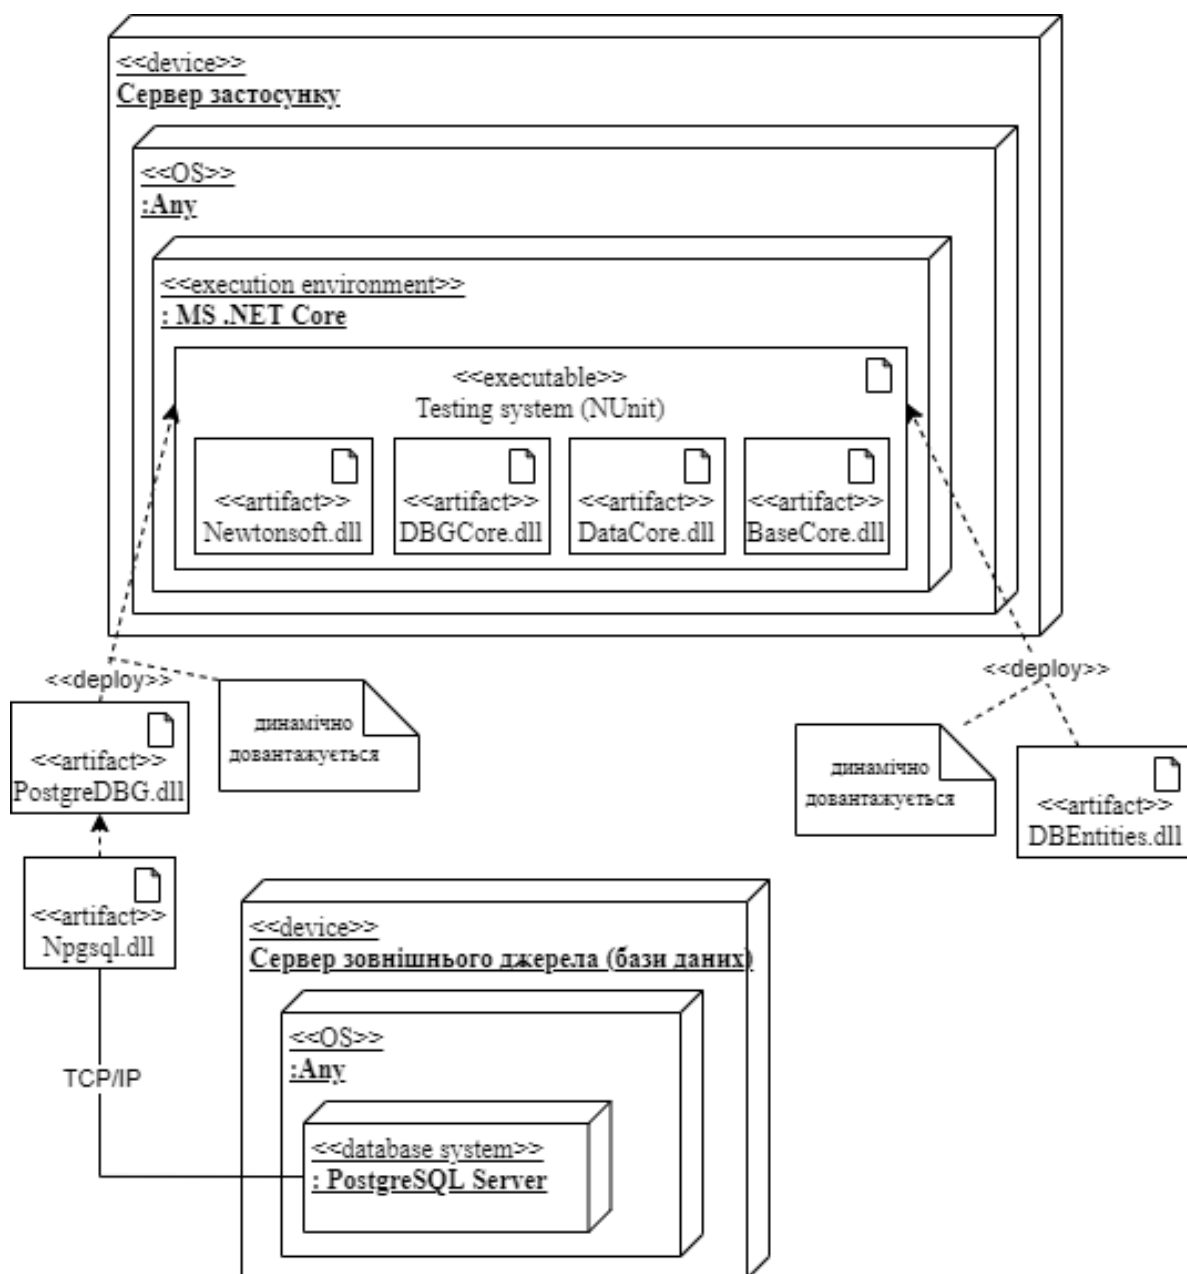 <<device>>
Сервер застосунку
<<OS>>
:Any
<<execution environment>>
: MS .NET Core
<<executable>>
Testing system (NUnit)
<<artifact>>
Newtonsoft.dll
<<artifact>>
DBGCore.dll
<<artifact>>
DataCore.dll
<<artifact>>
BaseCore.dll
<<deploy>>
динамічно
довантажується
<<artifact>>
PostgreDBG.dll
<<deploy>>
динамічно
довантажується
<<artifact>>
DBEntities.dll
<<artifact>>
Npgsql.dll
TCP/IP
<<device>>
Сервер зовнішнього джерела (бази даних)
<<OS>>
:Any
<<database system>>
: PostgreSQL Server